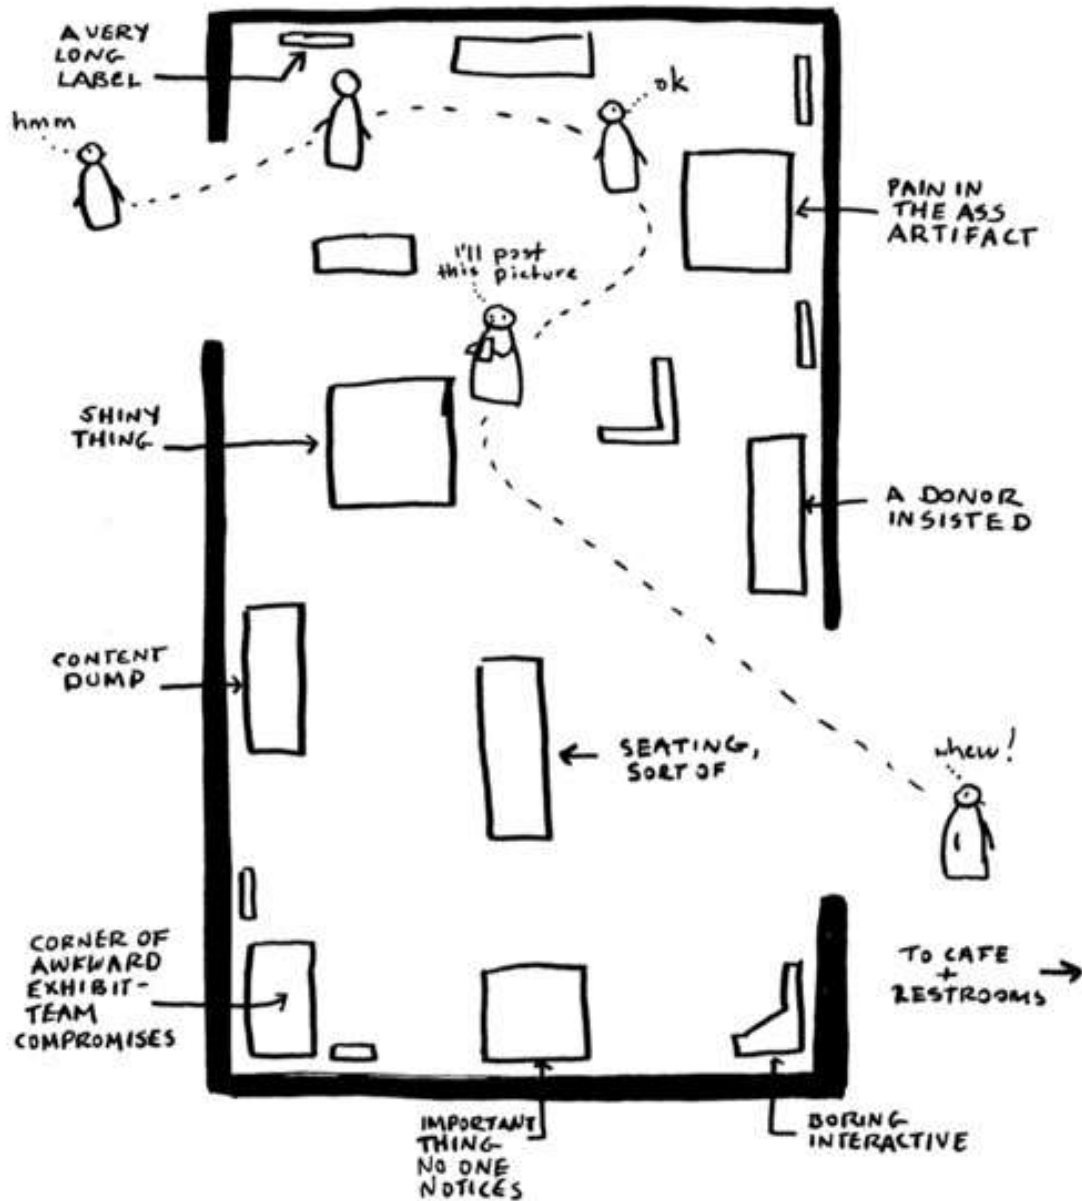 A VERY
LONG
LABEL
hmm
ok
PAIN IN
THE ASS
ARTIFACT
I'll post
this picture
SHINY
THING
A DONOR
INSISTED
CONTENT
DUMP
SEATING,
SORT OF
whew!
CORNER OF
AWKWARD
EXHIBIT-
TEAM
COMPROMISES
TO CAFE
+
RESTROOMS
IMPORTANT
THING
NO ONE
NOTICES
BORING
INTERACTIVE